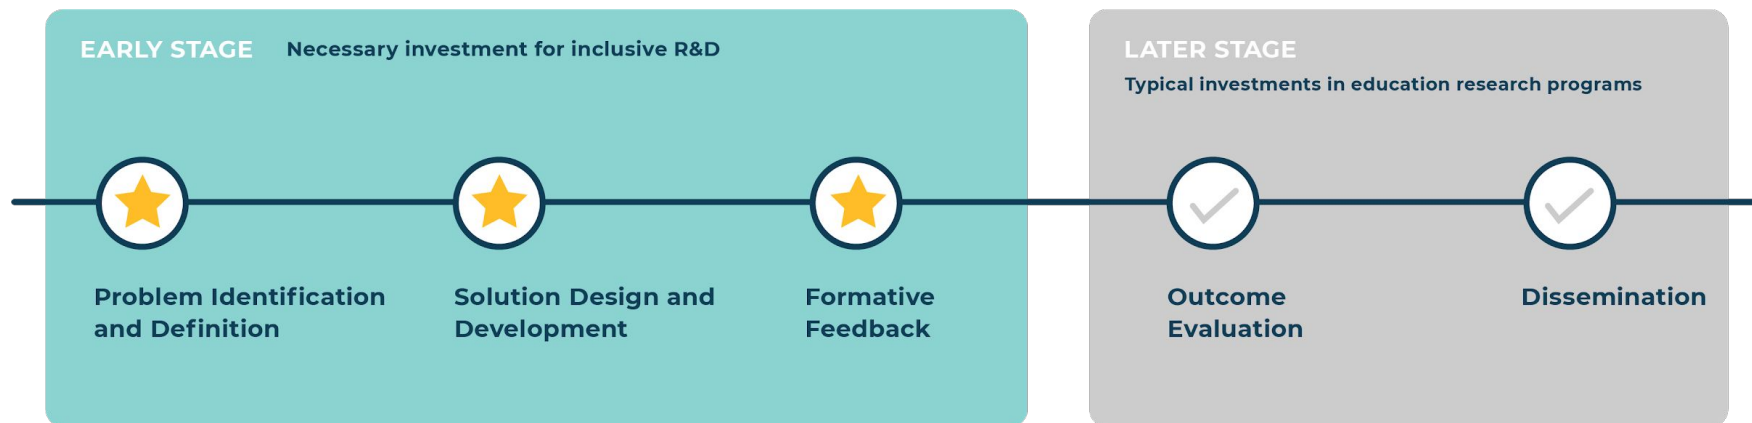 EARLY STAGE Necessary investment for inclusive R&D
LATER STAGE
Typical investments in education research programs
Problem Identification
and Definition
Solution Design and
Development
Formative
Feedback
Outcome
Evaluation
Dissemination